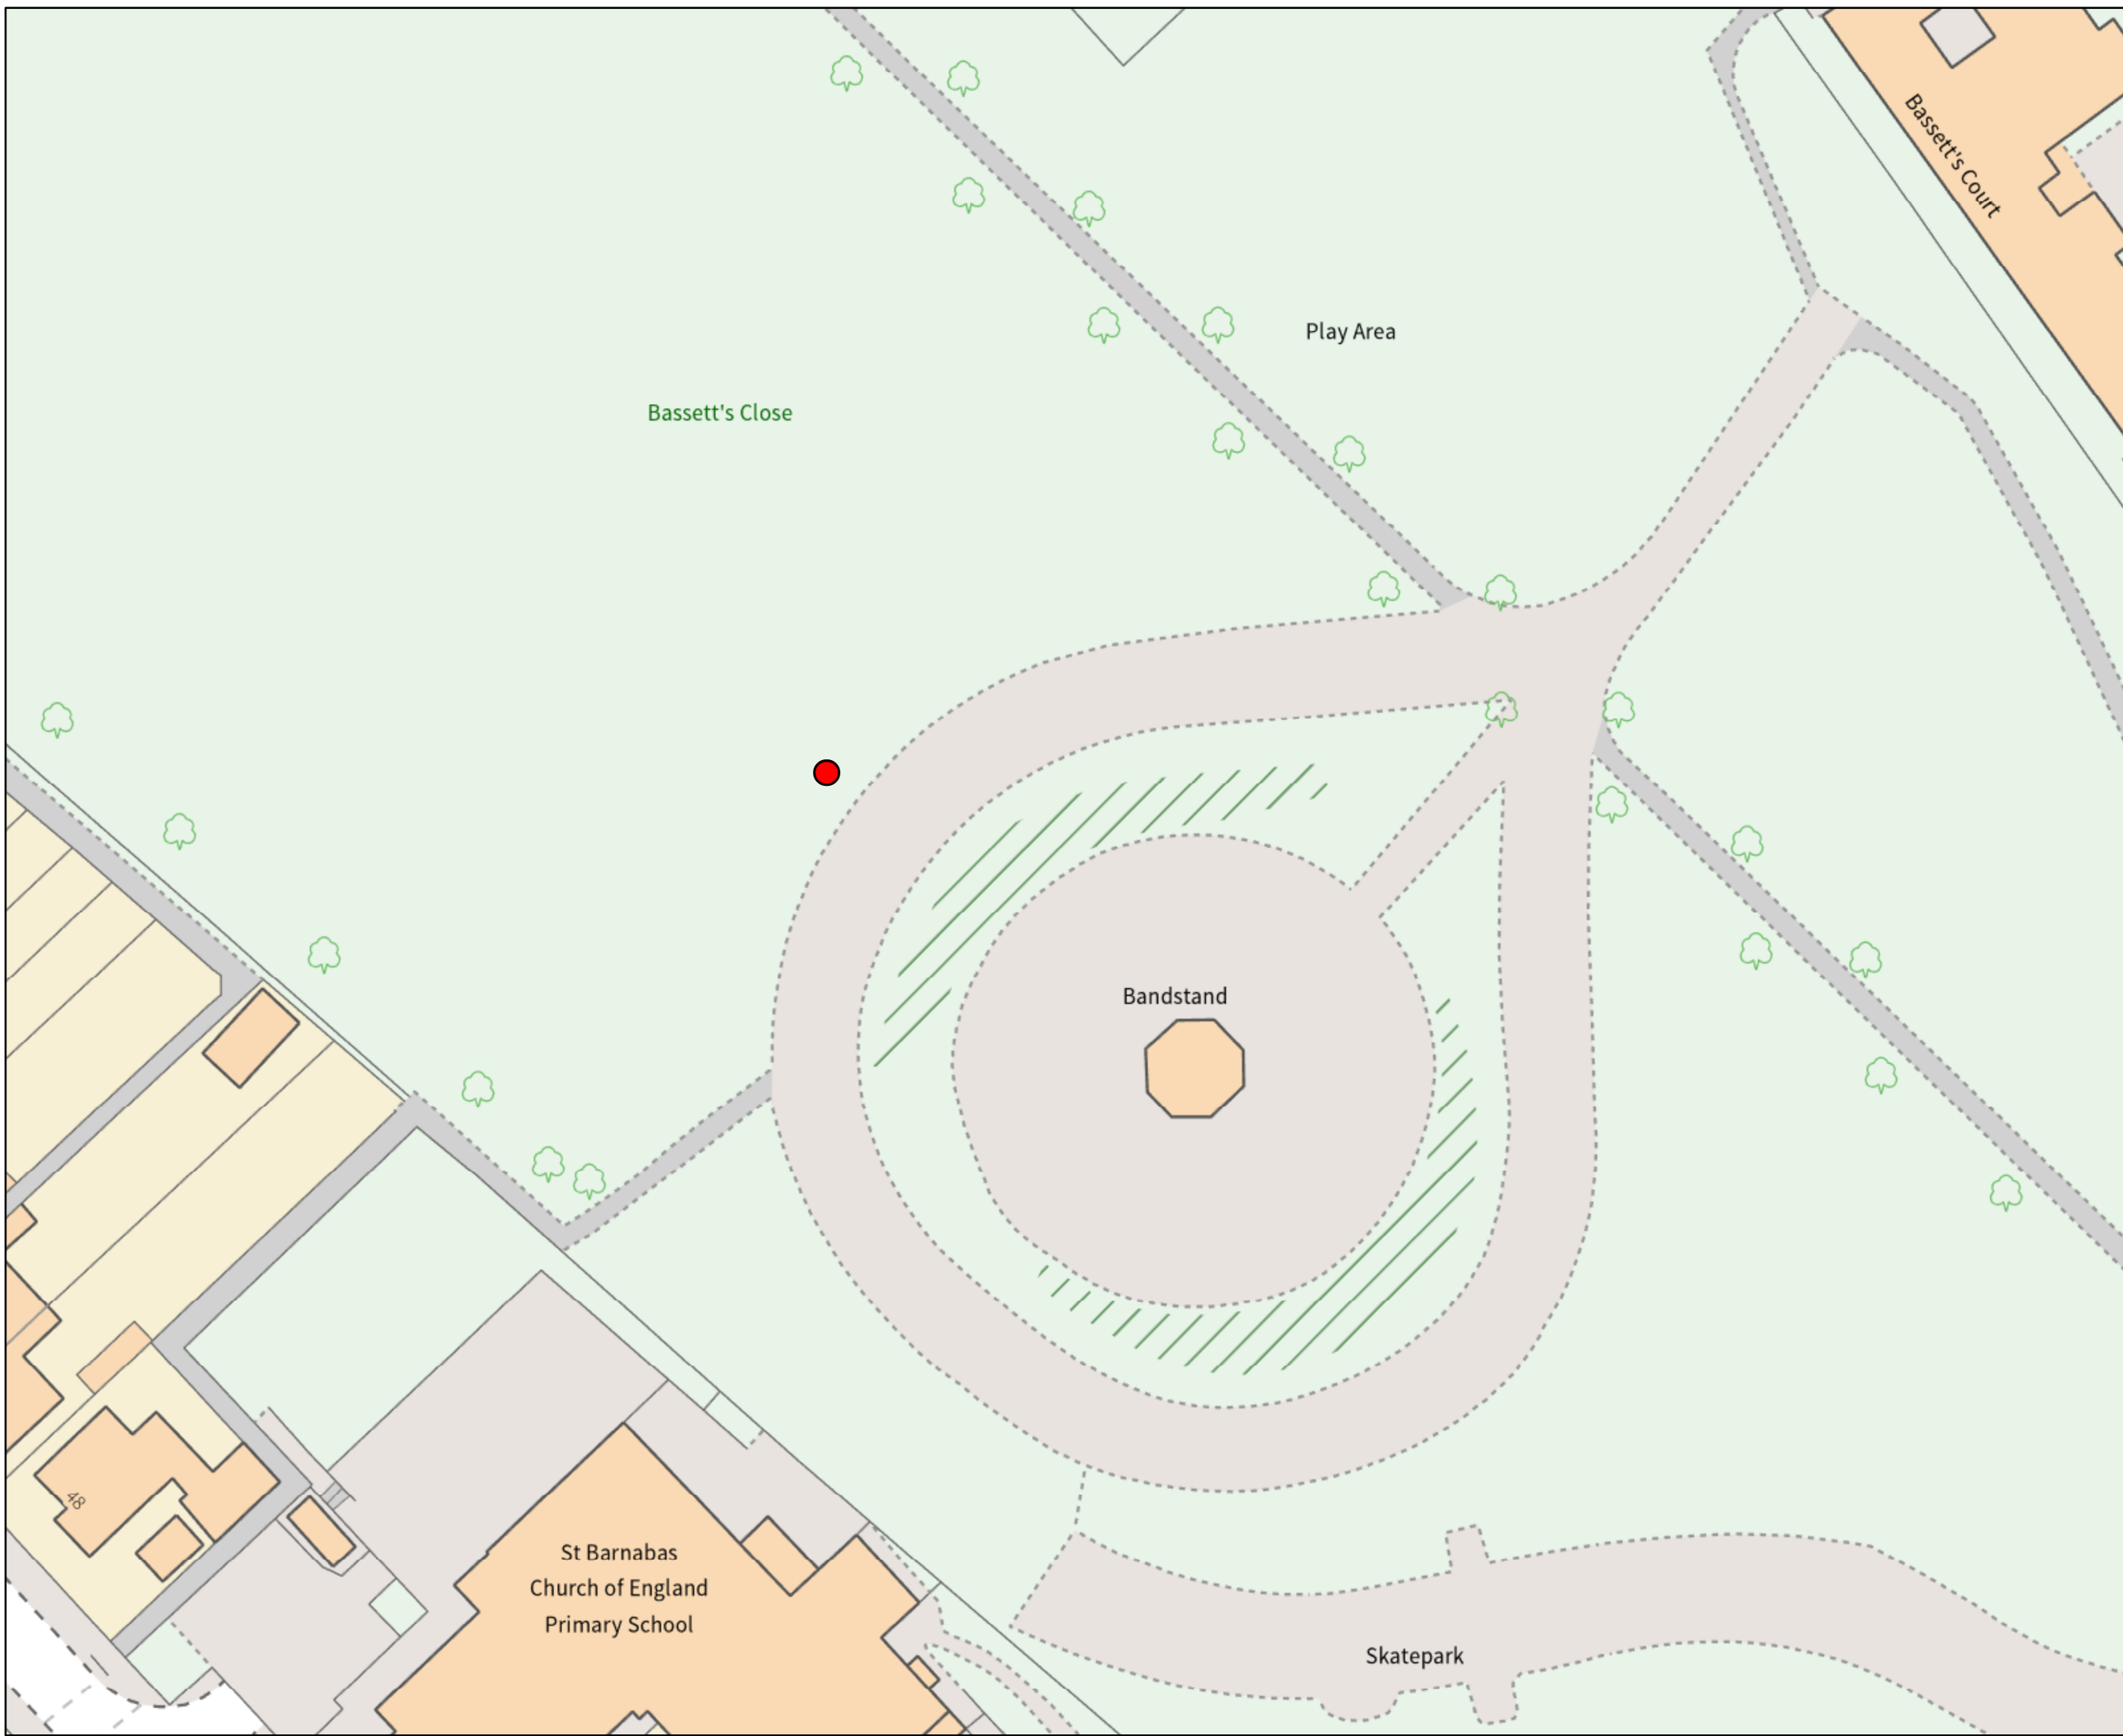 Bassett's Court
Play Area
Bassett's Close
Bandstand
48
St Barnabas
Church of England
Primary School
Skatepark